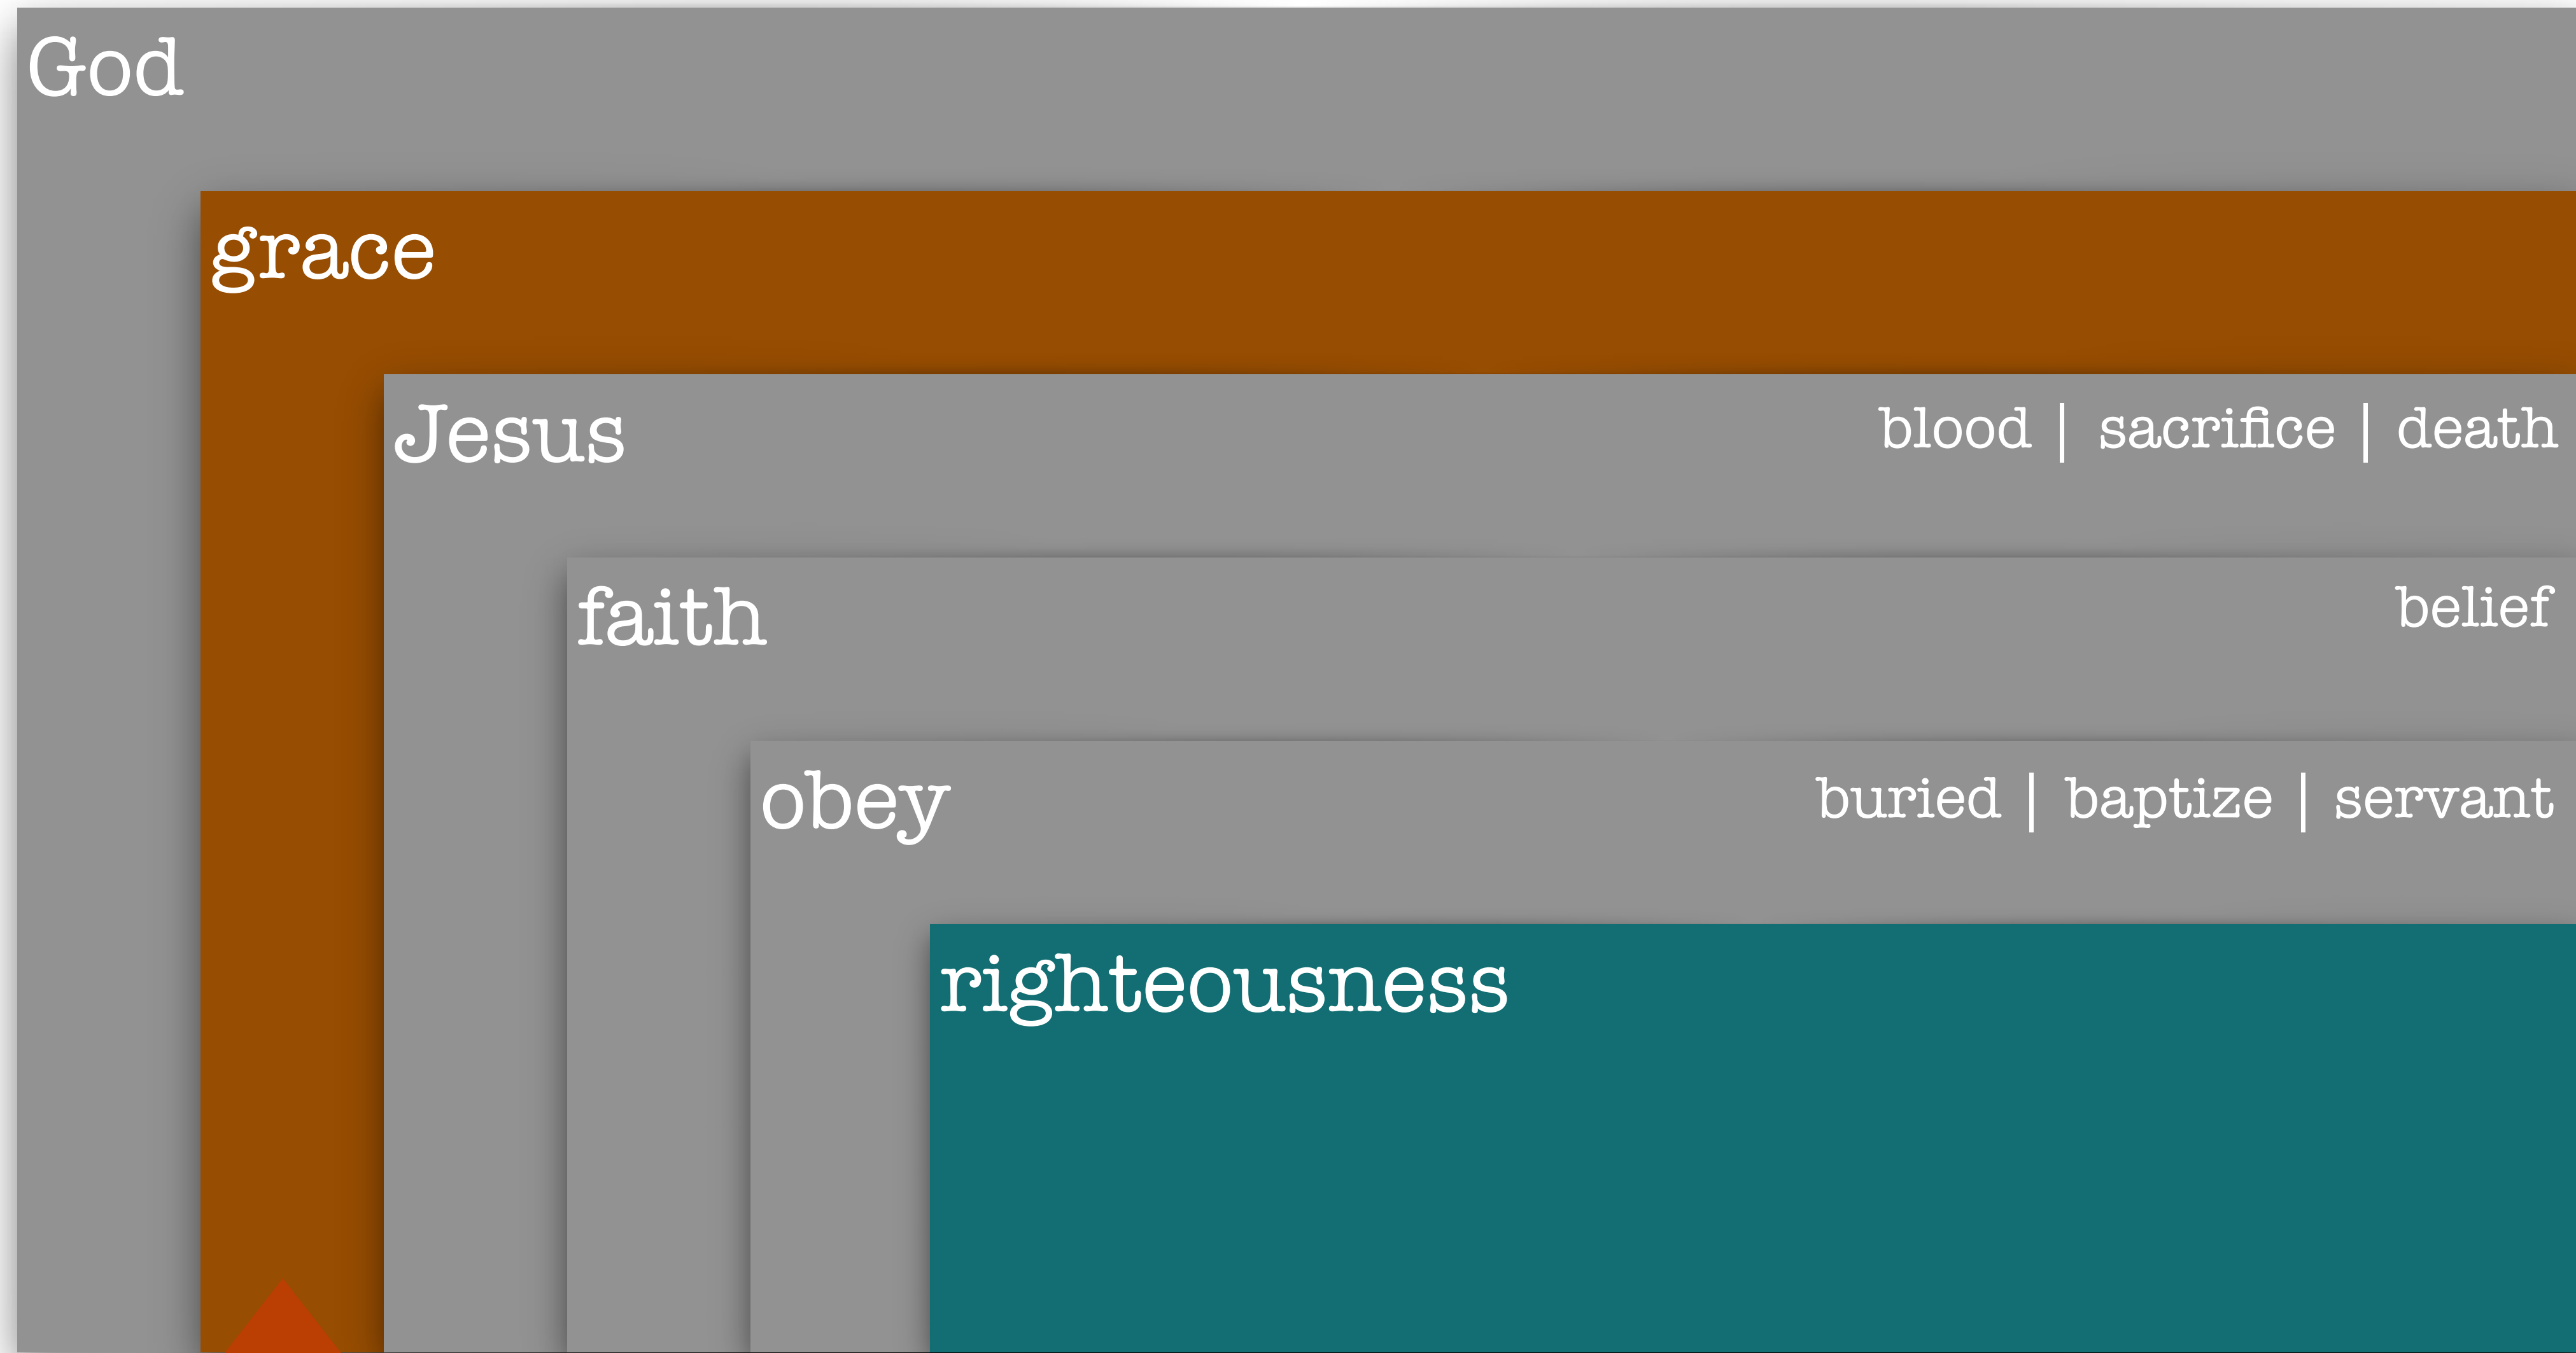 God
grace
Jesus blood | sacrifice | death
faith belief
obey buried | baptize | servant
righteousness